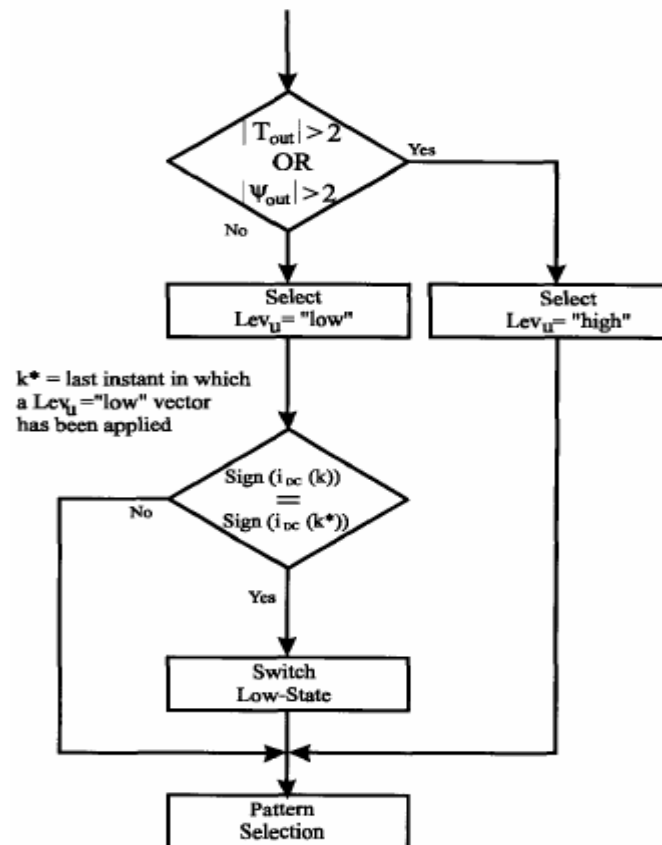 |T_out|>2
OR
|Ψ_out|>2
Yes
No
Select
Lev_u= "low"
Select
Lev_u= "high"
k* = last instant in which
a Lev_u="low" vector
has been applied
Sign (i_DC (k))
=
Sign (i_DC (k*))
No
Yes
Switch
Low-State
Pattern
Selection